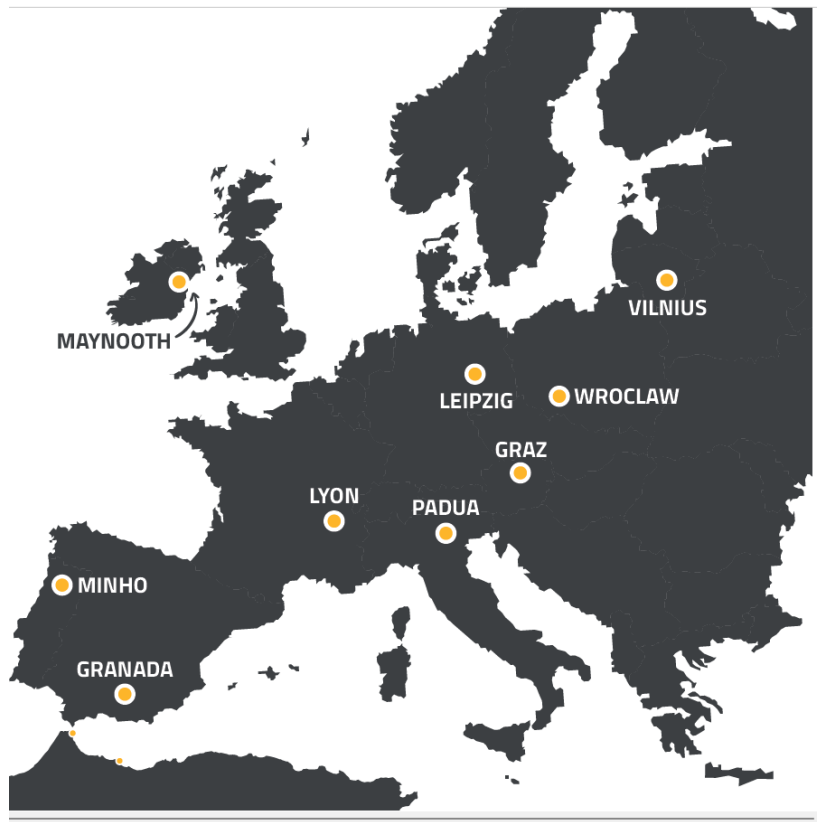 VILNIUS
MAYNOOTH
LEIPZIG
WROCLAW
GRAZ
LYON
PADUA
MINHO
GRANADA